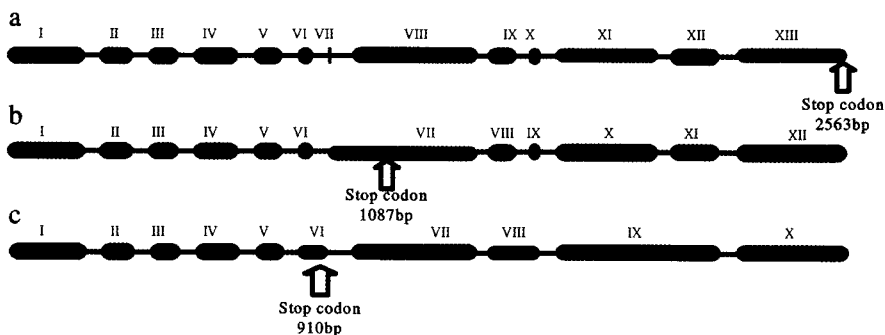 a
I II III IV V VI VII VIII IX X XI XII XIII
Stop codon
2563bp
b
I II III IV V VI VII VIII IX X XI XII
Stop codon
1087bp
c
I II III IV V VI VII VIII IX X
Stop codon
910bp